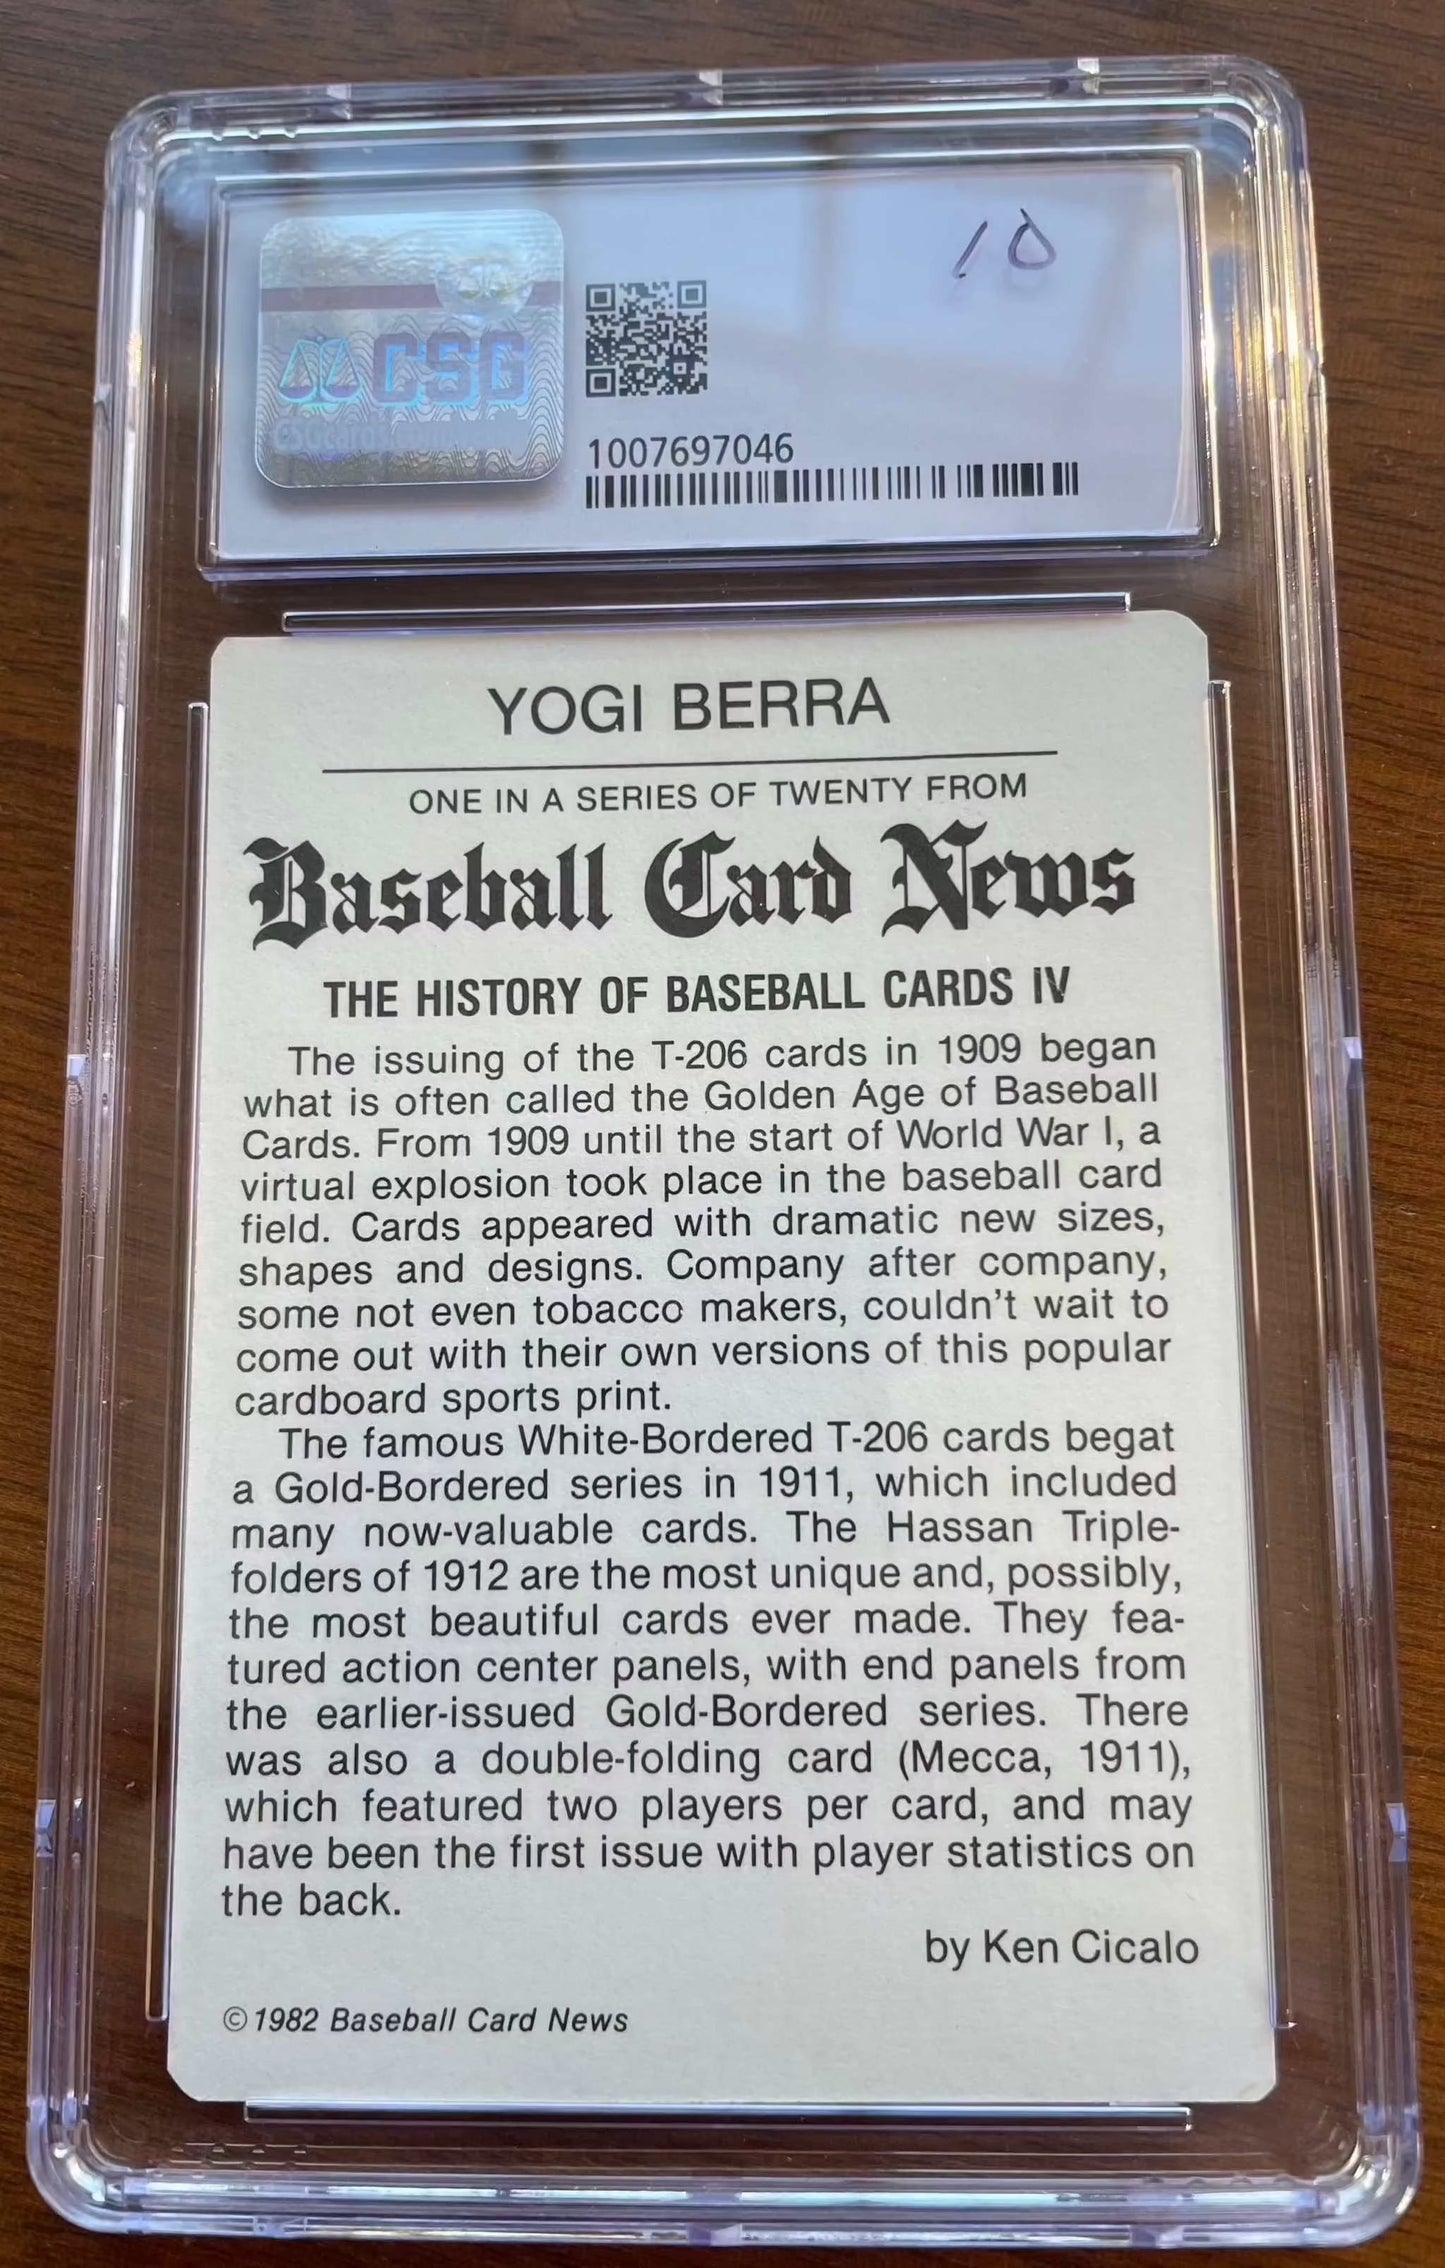 10
CSG
1007697046
YOGI BERRA
ONE IN A SERIES OF TWENTY FROM
Baseball Card News
THE HISTORY OF BASEBALL CARDS IV
The issuing of the T-206 cards in 1909 began
what is often called the Golden Age of Baseball
Cards. From 1909 until the start of World War I, a
virtual explosion took place in the baseball card
field. Cards appeared with dramatic new sizes,
shapes and designs. Company after company,
some not even tobacco makers, couldn't wait to
come out with their own versions of this popular
cardboard sports print.
The famous White-Bordered T-206 cards begat
a Gold-Bordered series in 1911, which included
many now-valuable cards. The Hassan Triple-
folders of 1912 are the most unique and, possibly,
the most beautiful cards ever made. They fea-
tured action center panels, with end panels from
the earlier-issued Gold-Bordered series. There
was also a double-folding card (Mecca, 1911),
which featured two players per card, and may
have been the first issue with player statistics on
the back.
by Ken Cicalo
©1982 Baseball Card News